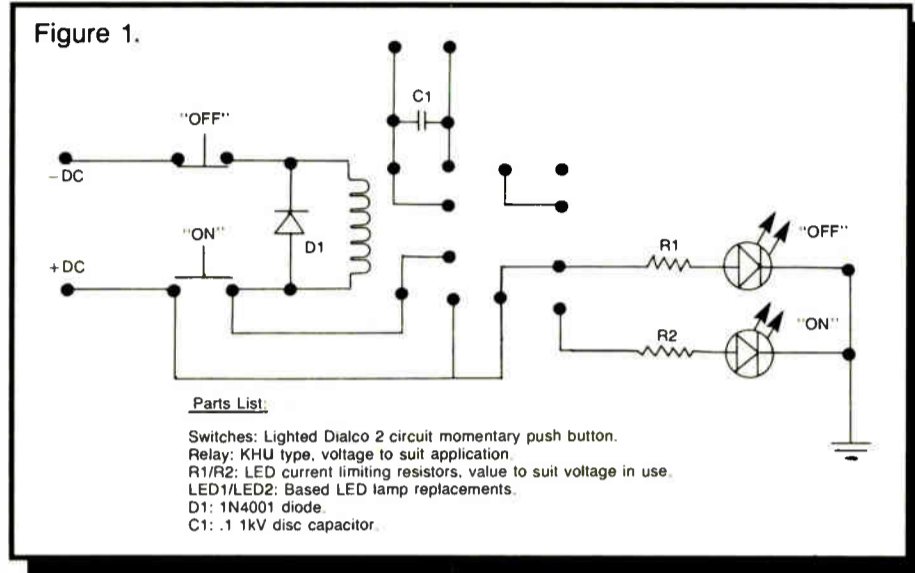 Figure 1.
C1
"OFF"
– DC
"ON"
D1
+ DC
R1
"OFF"
R2
"ON"
Parts List:
Switches: Lighted Dialco 2 circuit momentary push button.
Relay: KHU type, voltage to suit application.
R1/R2: LED current limiting resistors, value to suit voltage in use.
LED1/LED2: Based LED lamp replacements.
D1: 1N4001 diode.
C1: .1 1kV disc capacitor.